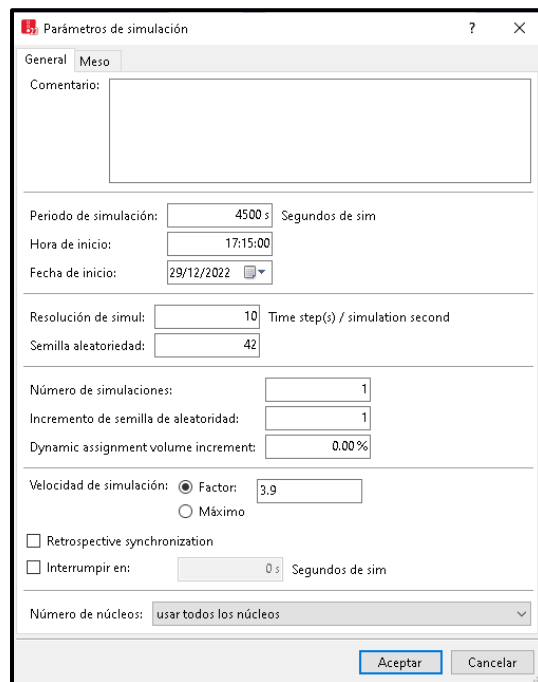 Parámetros de simulación ? ×
General Meso
Comentario:
Periodo de simulación: 4500 s Segundos de sim
Hora de inicio: 17:15:00
Fecha de inicio: 29/12/2022
Resolución de simul: 10 Time step(s) / simulation second
Semilla aleatoriedad: 42
Número de simulaciones: 1
Incremento de semilla de aleatoridad: 1
Dynamic assignment volume increment: 0.00 %
Velocidad de simulación: Factor: 3.9
Máximo
Retrospective synchronization
Interrumpir en: 0 s Segundos de sim
Número de núcleos: usar todos los núcleos
Aceptar Cancelar